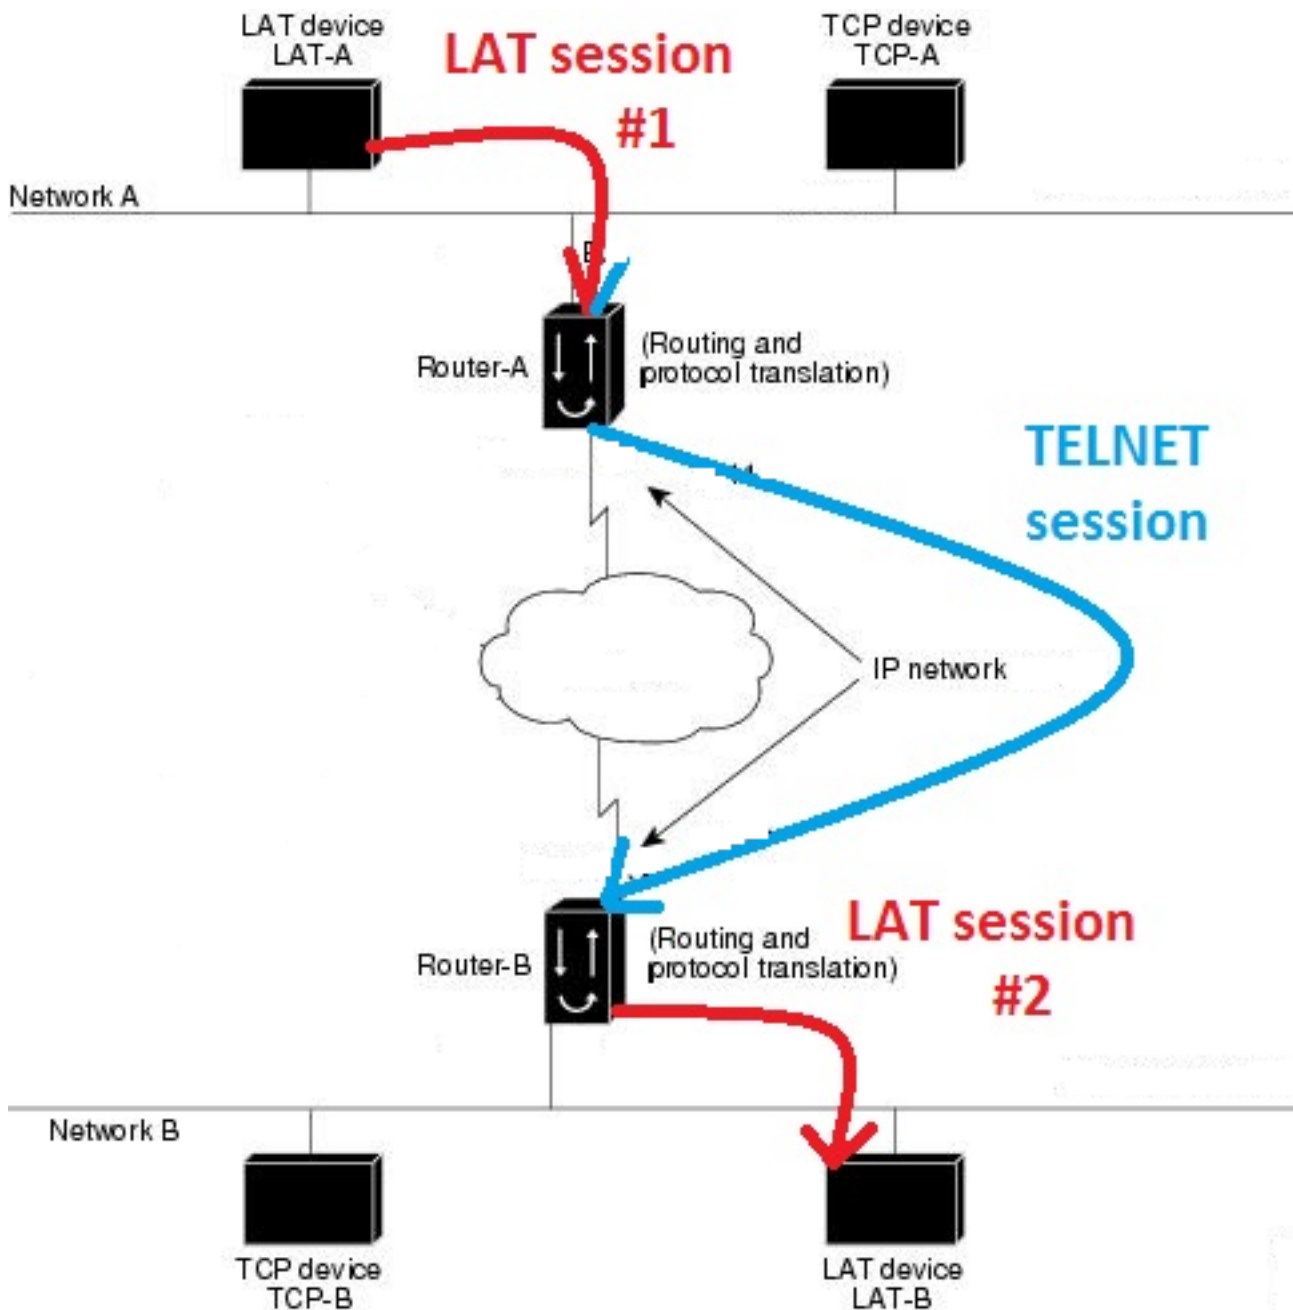 LAT device
LAT-A
LAT session
#1
TCP device
TCP-A
Network A
Router-A
(Routing and
protocol translation)
TELNET
session
IP network
Router-B
(Routing and
protocol translation)
LAT session
#2
Network B
TCP device
TCP-B
LAT device
LAT-B